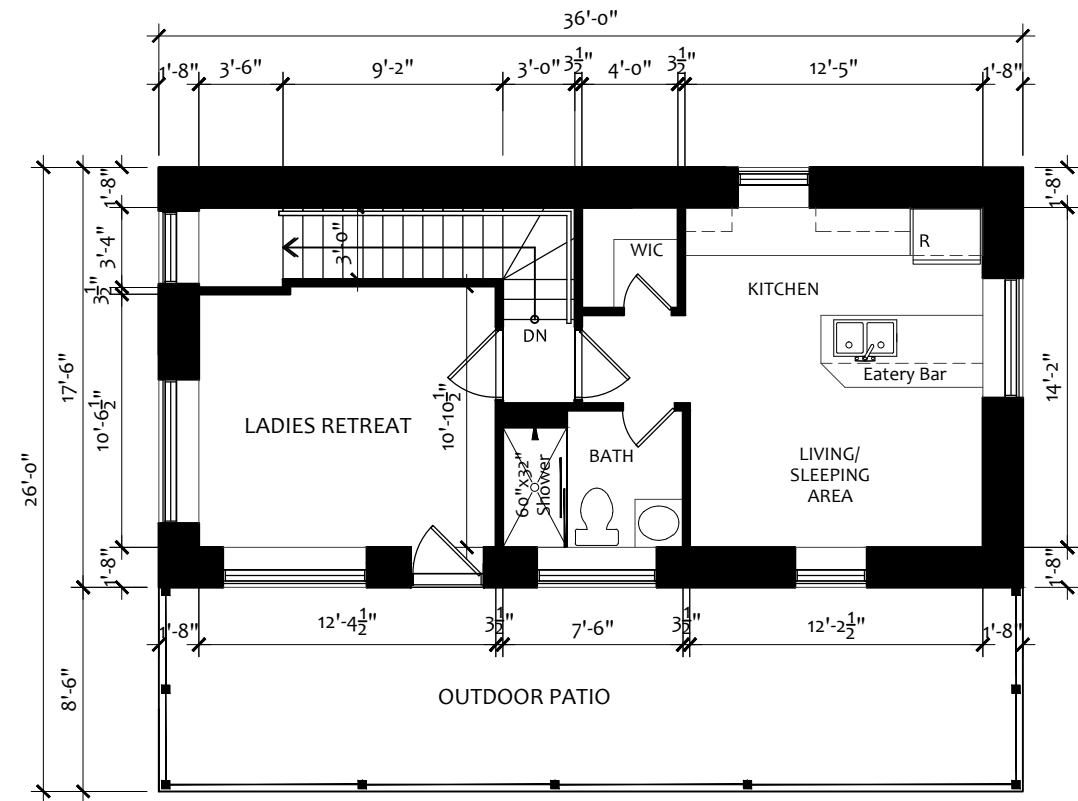 36'-0"
1'-8" 3'-6" 9'-2" 3'-0" 3½" 4'-0" 3½" 12'-5" 1'-8"
1'-8"
3'-4"
3½"
10'-6½"
1'-8"
17'-6"
8'-6"
26'-0"
3'-0"
DN
WIC
R
KITCHEN
Eatery Bar
LADIES RETREAT
10'-10½"
60"x32"
Shower
BATH
LIVING/
SLEEPING
AREA
1'-8"
14'-2"
1'-8"
1'-8" 12'-4½" 3½" 7'-6" 3½" 12'-2½" 1'-8"
OUTDOOR PATIO